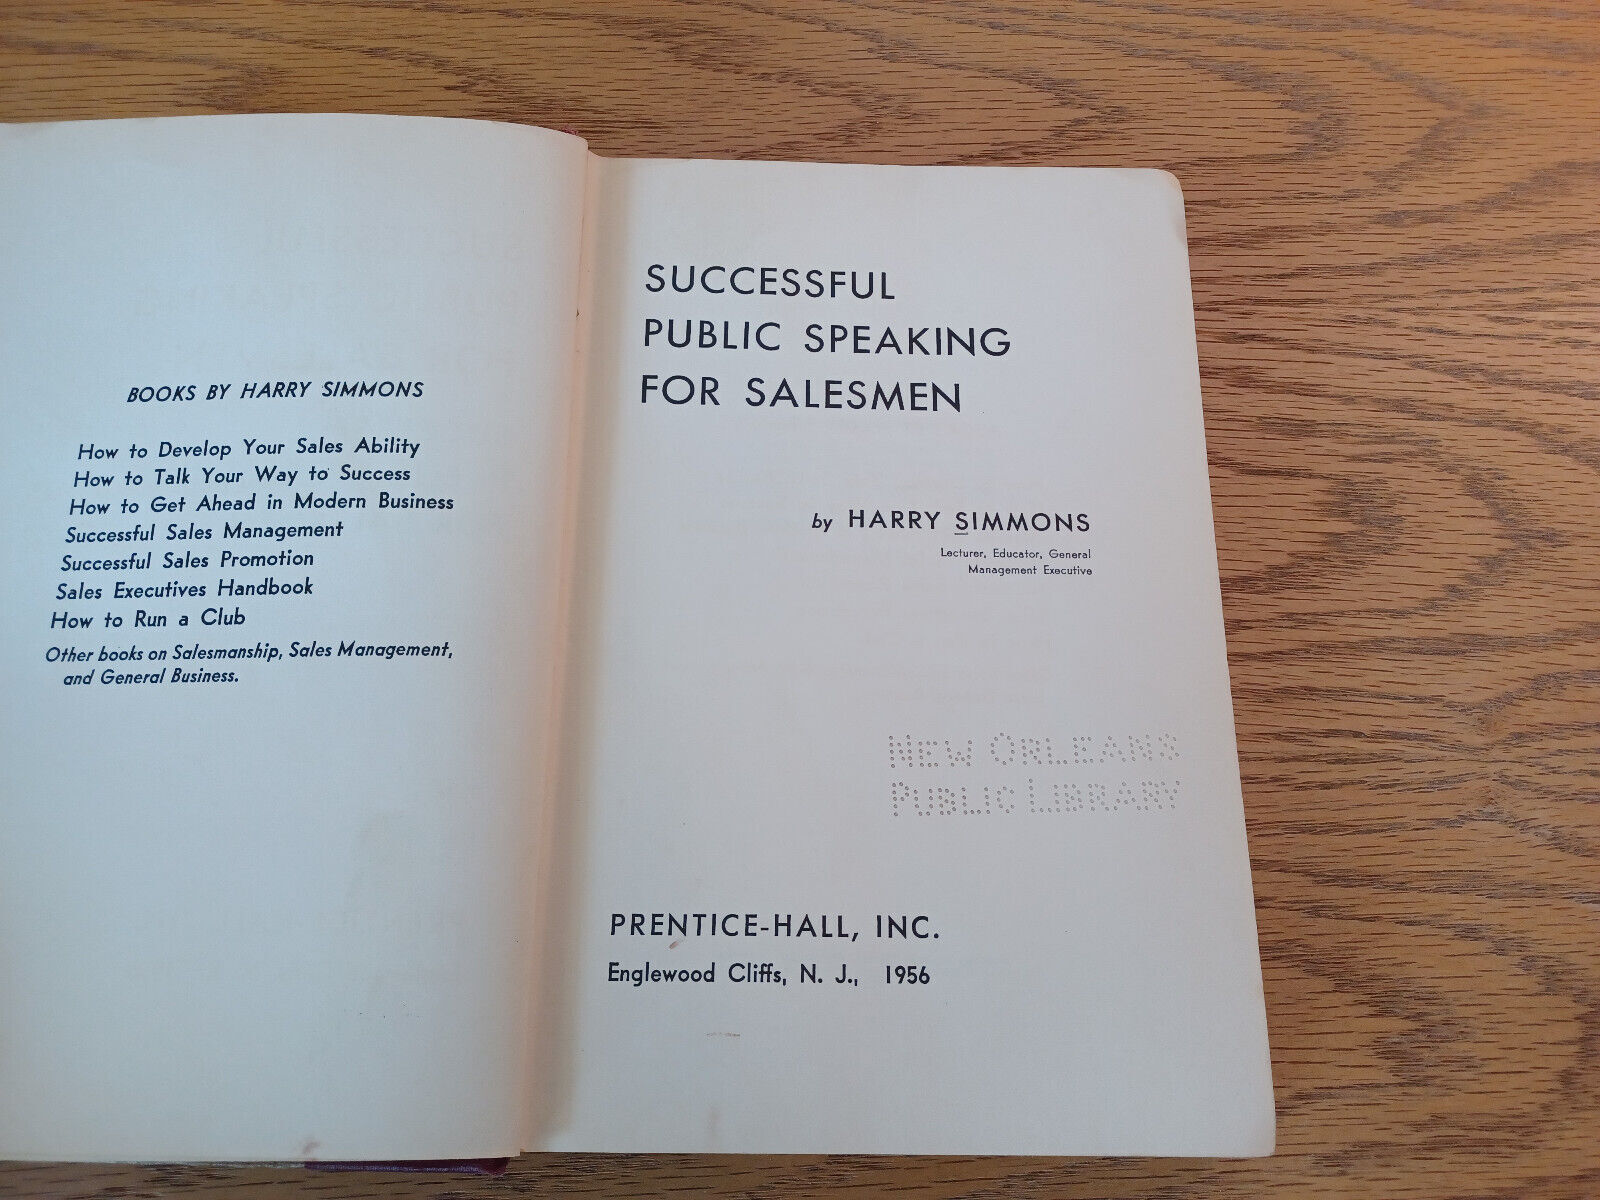 BOOKS BY HARRY SIMMONS
How to Develop Your Sales Ability
How to Talk Your Way to Success
How to Get Ahead in Modern Business
Successful Sales Management
Successful Sales Promotion
Sales Executives Handbook
How to Run a Club
Other books on Salesmanship, Sales Management,
and General Business.
SUCCESSFUL
PUBLIC SPEAKING
FOR SALESMEN
by HARRY SIMMONS
Lecturer, Educator, General
Management Executive
NEW ORLEANS
PUBLIC LIBRARY
PRENTICE-HALL, INC.
Englewood Cliffs, N. J., 1956